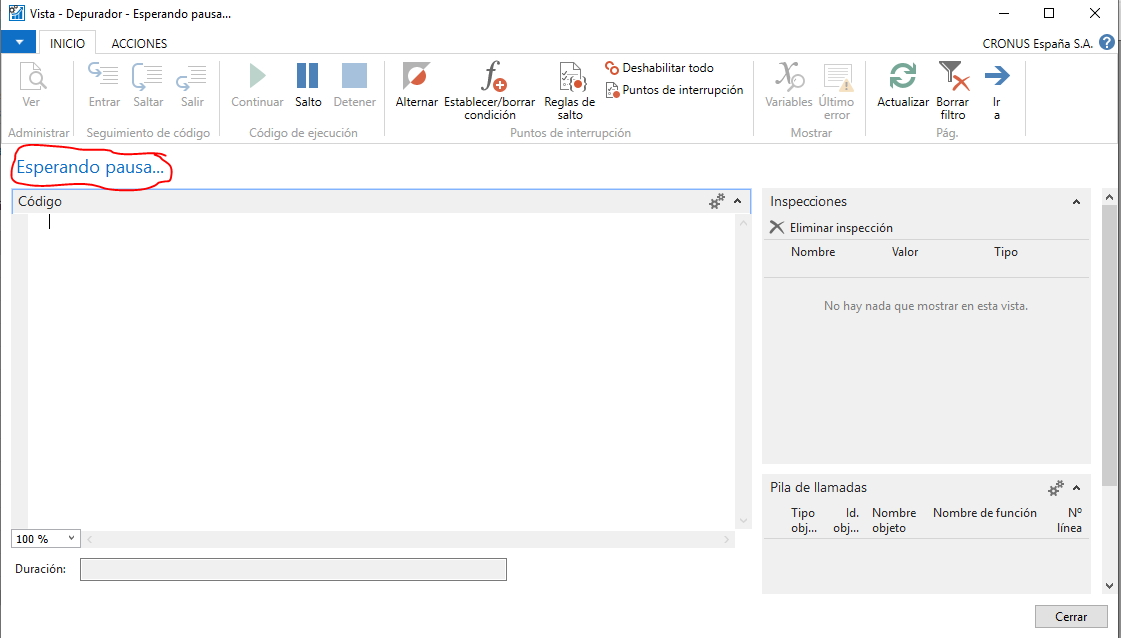 Vista - Depurador - Esperando pausa...
INICIO ACCIONES CRONUS España S.A. ?
Ver
Administrar
Entrar Saltar Salir
Seguimiento de código
Continuar Salto Detener
Código de ejecución
Alternar Establecer/borrar condición Reglas de salto
Deshabilitar todo
Puntos de interrupción
Puntos de interrupción
Variables Último error
Mostrar
Actualizar Borrar filtro Ir a
Pág.
Esperando pausa...
Código
100 %
Duración:
Inspecciones
Eliminar inspección
Nombre Valor Tipo
No hay nada que mostrar en esta vista.
Pila de llamadas
Tipo obj... Id. obj... Nombre objeto Nombre de función Nº línea
Cerrar